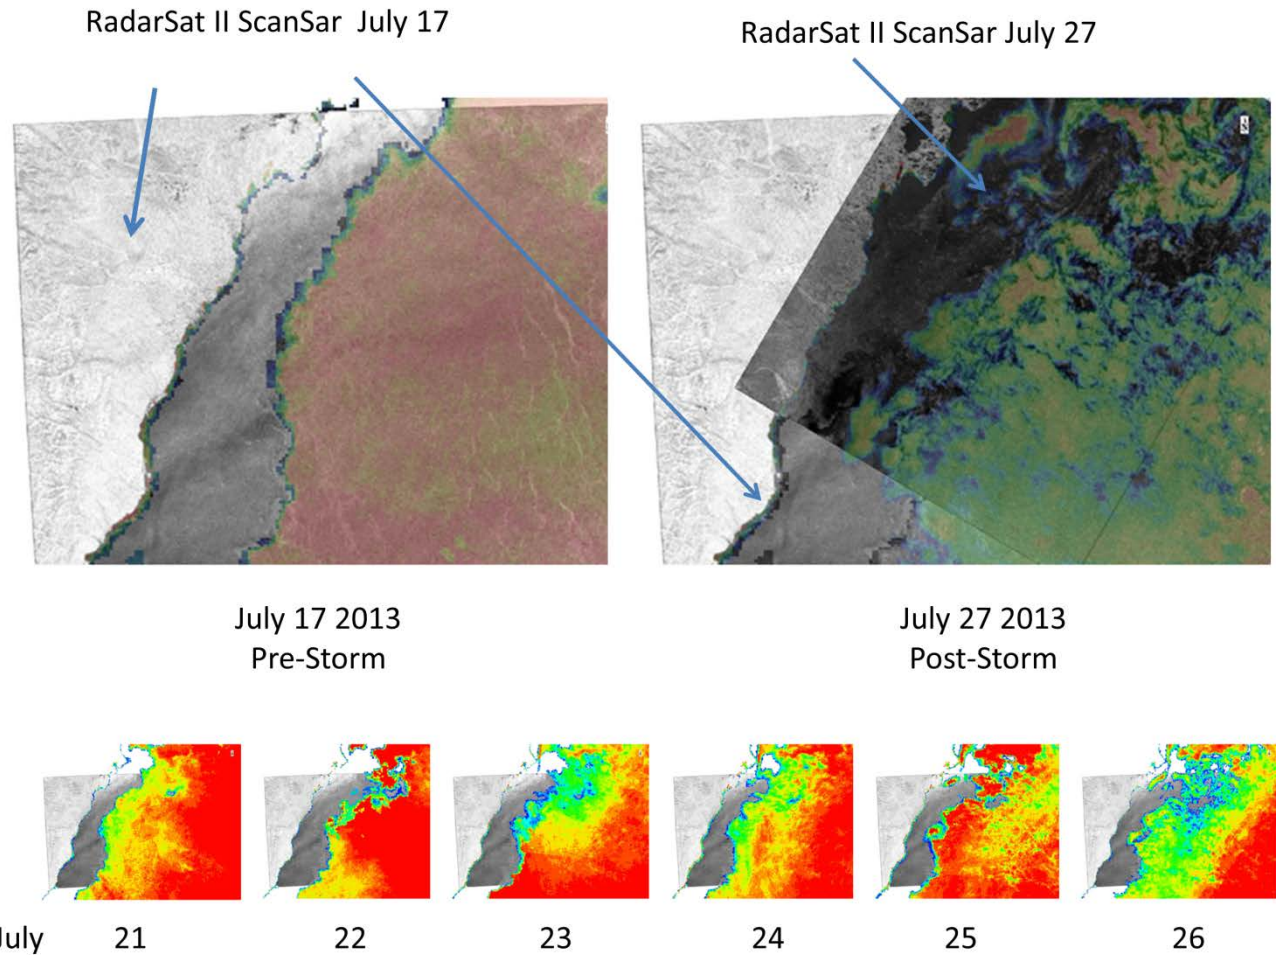 RadarSat II ScanSar July 17
RadarSat II ScanSar July 27
July 17 2013
Pre-Storm
July 27 2013
Post-Storm
July 21 22 23 24 25 26